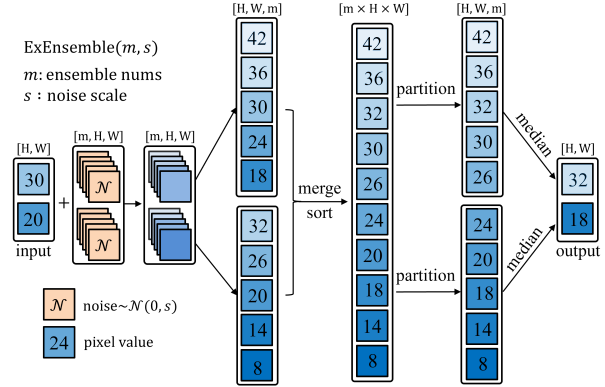 ExEnsemble(m, s)
m: ensemble nums
s : noise scale
[H, W]
30
20
input
+
[m, H, W]
𝒩
𝒩
[m, H, W]
[H, W, m]
42
36
30
24
18
32
26
20
14
8
merge
sort
[m × H × W]
42
36
32
30
26
24
20
18
14
8
partition
partition
[H, W, m]
42
36
32
30
26
24
20
18
14
8
median
median
[H, W]
32
18
output
𝒩
noise~𝒩(0, s)
24
pixel value